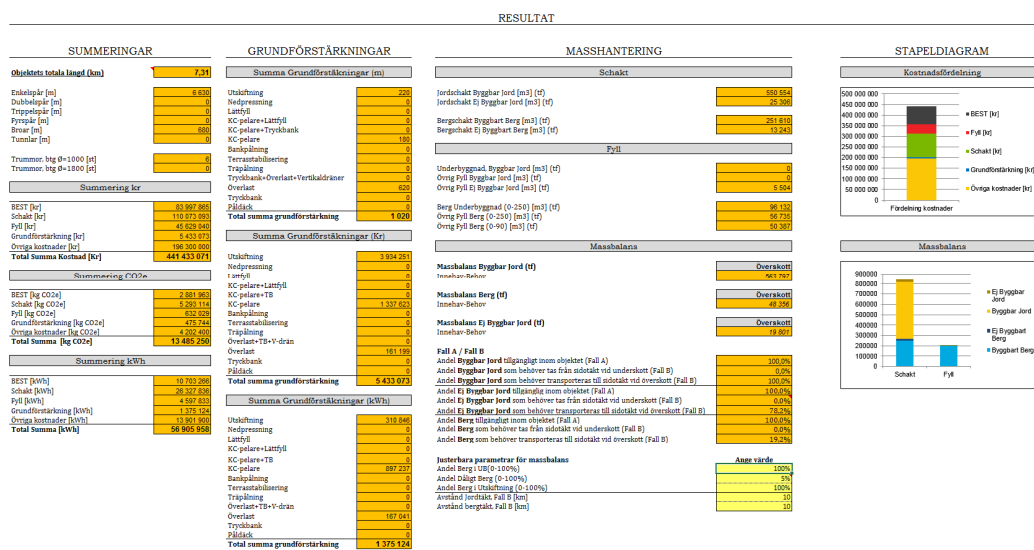 RESULTAT
SUMMERINGAR
Objektets totala längd (km) 7,31
Enkelspår [m] 6 630
Dubbelspår [m] 0
Trippelspår [m] 0
Fyrspår [m] 0
Broar [m] 680
Tunnlar [m] 0
Trummor, btg Ø=1000 [st] 6
Trummor, btg Ø=1800 [st] 0
Summering kr
BEST [kr] 83 997 865
Schakt [kr] 110 073 093
Fyll [kr] 45 629 040
Grundförstärkning [kr] 5 433 073
Övriga kostnader [kr] 196 300 000
Total Summa Kostnad [Kr] 441 433 071
Summering CO2e
BEST [kg CO2e] 2 881 963
Schakt [kg CO2e] 5 293 114
Fyll [kg CO2e] 632 029
Grundförstärkning [kg CO2e] 475 744
Övriga kostnader [kg CO2e] 4 202 400
Total Summa [kg CO2e] 13 485 250
Summering kWh
BEST [kWh] 10 703 266
Schakt [kWh] 26 327 836
Fyll [kWh] 4 597 833
Grundförstärkning [kWh] 1 375 124
Övriga kostnader [kWh] 13 901 900
Total Summa [kWh] 56 905 958
GRUNDFÖRSTÄRKNINGAR
Summa Grundförstäkningar (m)
Utskiftning 220
Nedpressning 0
Lättfyll 0
KC-pelare+Lättfyll 0
KC-pelare+Tryckbank 0
KC-pelare 180
Bankpålning 0
Terrasstabilisering 0
Träpålning 0
Tryckbank+Överlast+Vertikaldräner 0
Överlast 620
Tryckbank 0
Påldäck 0
Total summa grundförstärkning 1 020
Summa Grundförstäkningar (Kr)
Utskiftning 3 934 251
Nedpressning 0
Lättfyll 0
KC-pelare+Lättfyll 0
KC-pelare+TB 0
KC-pelare 1 337 623
Bankpålning 0
Terrasstabilisering 0
Träpålning 0
Överlast+TB+V-drän 0
Överlast 161 199
Tryckbank 0
Påldäck 0
Total summa grundförstärkning 5 433 073
Summa Grundförstäkningar (kWh)
Utskiftning 310 846
Nedpressning 0
Lättfyll 0
KC-pelare+Lättfyll 0
KC-pelare+TB 0
KC-pelare 897 237
Bankpålning 0
Terrasstabilisering 0
Träpålning 0
Överlast+TB+V-drän 0
Överlast 167 041
Tryckbank 0
Påldäck 0
Total summa grundförstärkning 1 375 124
MASSHANTERING
Schakt
Jordschakt Byggbar Jord [m3] (tf) 550 554
Jordschakt Ej Byggbar Jord [m3] (tf) 25 306
Bergschakt Byggbart Berg [m3] (tf) 251 610
Bergschakt Ej Byggbart Berg [m3] (tf) 13 243
Fyll
Underbyggnad, Byggbar Jord [m3] (tf) 0
Övrig Fyll Byggbar Jord [m3] (tf) 0
Övrig Fyll Ej Byggbar Jord [m3] (tf) 5 504
Berg Underbyggnad (0-250) [m3] (tf) 96 132
Övrig Fyll Berg (0-250) [m3] (tf) 56 735
Övrig Fyll Berg (0-90) [m3] (tf) 50 387
Massbalans
Massbalans Byggbar Jord (tf) Överskott
Innehav-Behov 563 797
Massbalans Berg (tf) Överskott
Innehav-Behov 48 356
Massbalans Ej Byggbar Jord (tf) Överskott
Innehav-Behov 19 801
Fall A / Fall B
Andel Byggbar Jord tillgängligt inom objektet (Fall A) 100,0%
Andel Byggbar Jord som behöver tas från sidotäkt vid underskott (Fall B) 0,0%
Andel Byggbar Jord som behöver transporteras till sidotäkt vid överskott (Fall B) 100,0%
Andel Ej Byggbar Jord tillgänglig inom objektet (Fall A) 100,0%
Andel Ej Byggbar Jord som behöver tas från sidotäkt vid underskott (Fall B) 0,0%
Andel Ej Byggbar Jord som behöver transporteras till sidotäkt vid överskott (Fall B) 78,2%
Andel Berg tillgängligt inom objektet (Fall A) 100,0%
Andel Berg som behöver tas från sidotäkt vid underskott (Fall B) 0,0%
Andel Berg som behöver transporteras till sidotäkt vid överskott (Fall B) 19,2%
Justerbara parametrar för massbalans Ange värde
Andel Berg i UB(0-100%) 100%
Andel Dåligt Berg (0-100%) 5%
Andel Berg i Utskiftning (0-100%) 100%
Avstånd Jordtäkt, Fall B [km] 10
Avstånd bergtäkt, Fall B [km] 10
STAPELDIAGRAM
Kostnadsfördelning
500 000 000
450 000 000
400 000 000
350 000 000
300 000 000
250 000 000
200 000 000
150 000 000
100 000 000
50 000 000
0
Fördelning kostnader
BEST [kr]
Fyll [kr]
Schakt [kr]
Grundförstärkning [kr]
Övriga kostnader [kr]
Massbalans
900000
800000
700000
600000
500000
400000
300000
200000
100000
0
Schakt Fyll
Ej Byggbar
Jord
Byggbar Jord
Ej Byggbart
Berg
Byggbart Berg